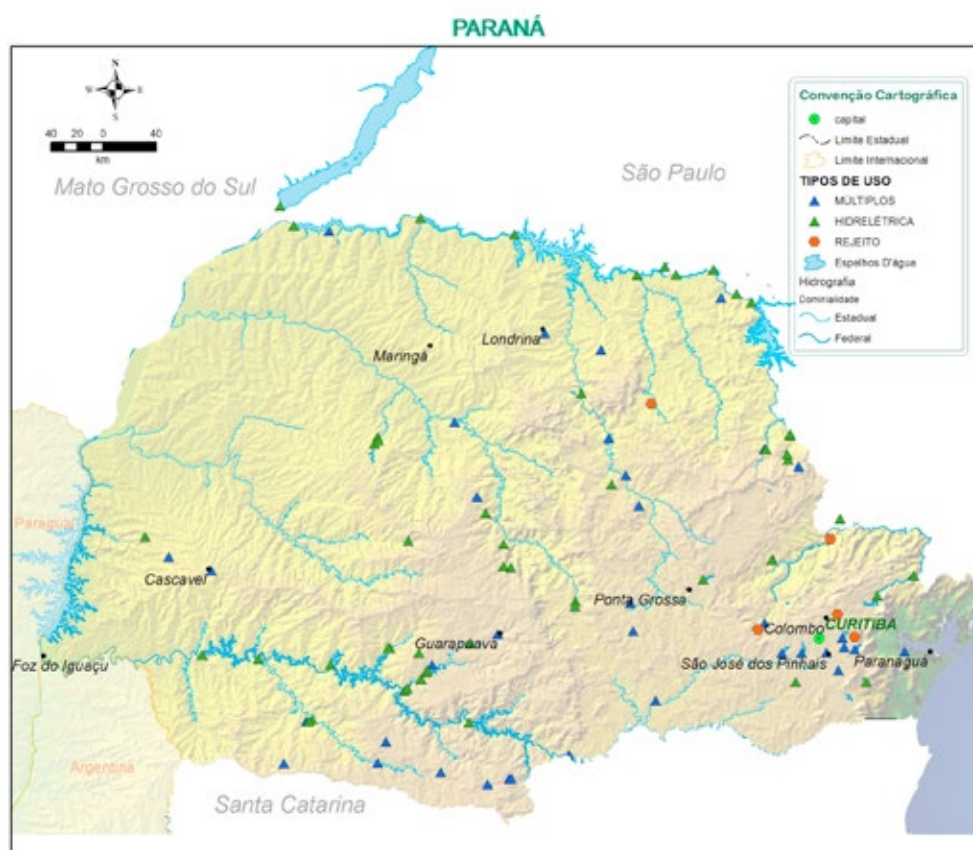 PARANÁ
N
W
E
S
40 20 0 40
km
Mato Grosso do Sul
São Paulo
Convenção Cartográfica
capital
Limite Estadual
Limite Internacional
TIPOS DE USO
MÚLTIPLOS
HIDRELÉTRICA
REJEITO
Espelhos D'água
Hidrografia
Dominialidade
Estadual
Federal
Londrina
Maringá
Paraguai
Cascavel
Ponta Grossa
Guarapuava
Colombo
CURITIBA
Foz do Iguaçu
São José dos Pinhais
Paranaguá
Argentina
Santa Catarina